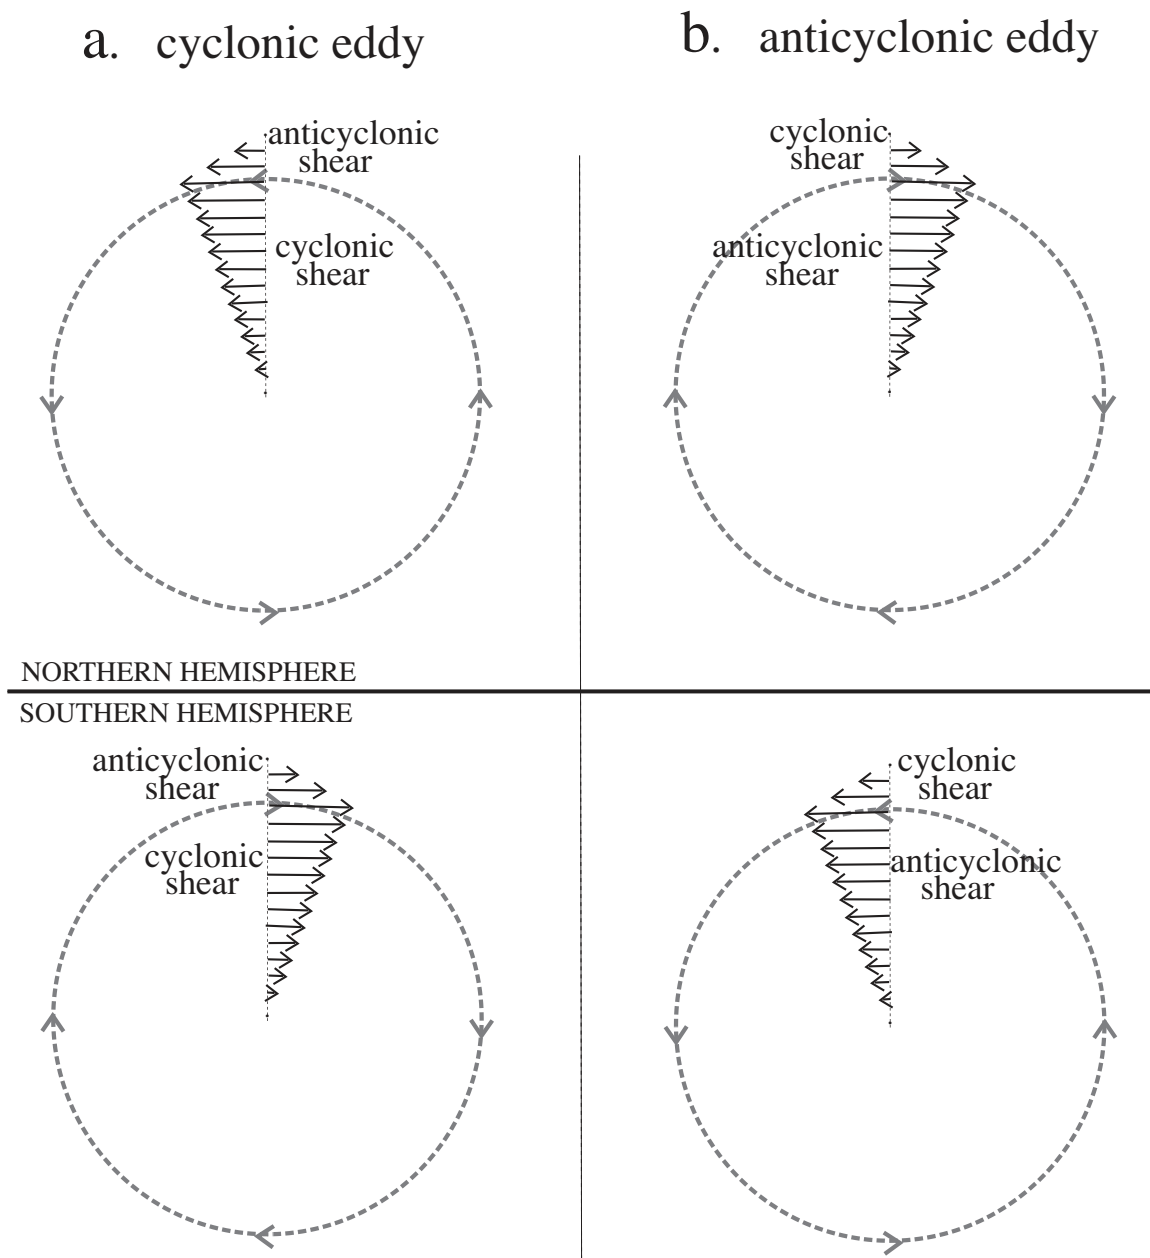 a. cyclonic eddy
b. anticyclonic eddy
anticyclonic
shear
cyclonic
shear
cyclonic
shear
anticyclonic
shear
NORTHERN HEMISPHERE
SOUTHERN HEMISPHERE
anticyclonic
shear
cyclonic
shear
cyclonic
shear
anticyclonic
shear